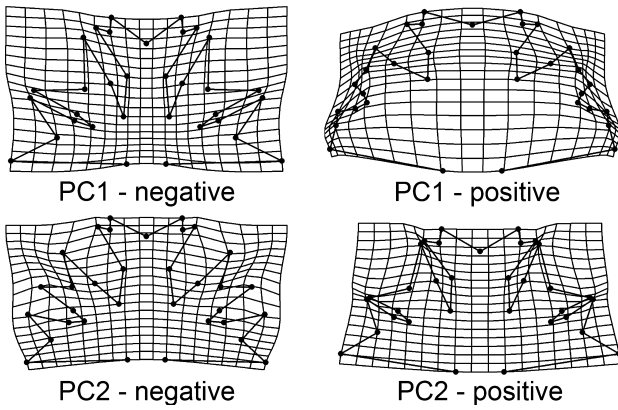 PC1 - negative
PC1 - positive
PC2 - negative
PC2 - positive